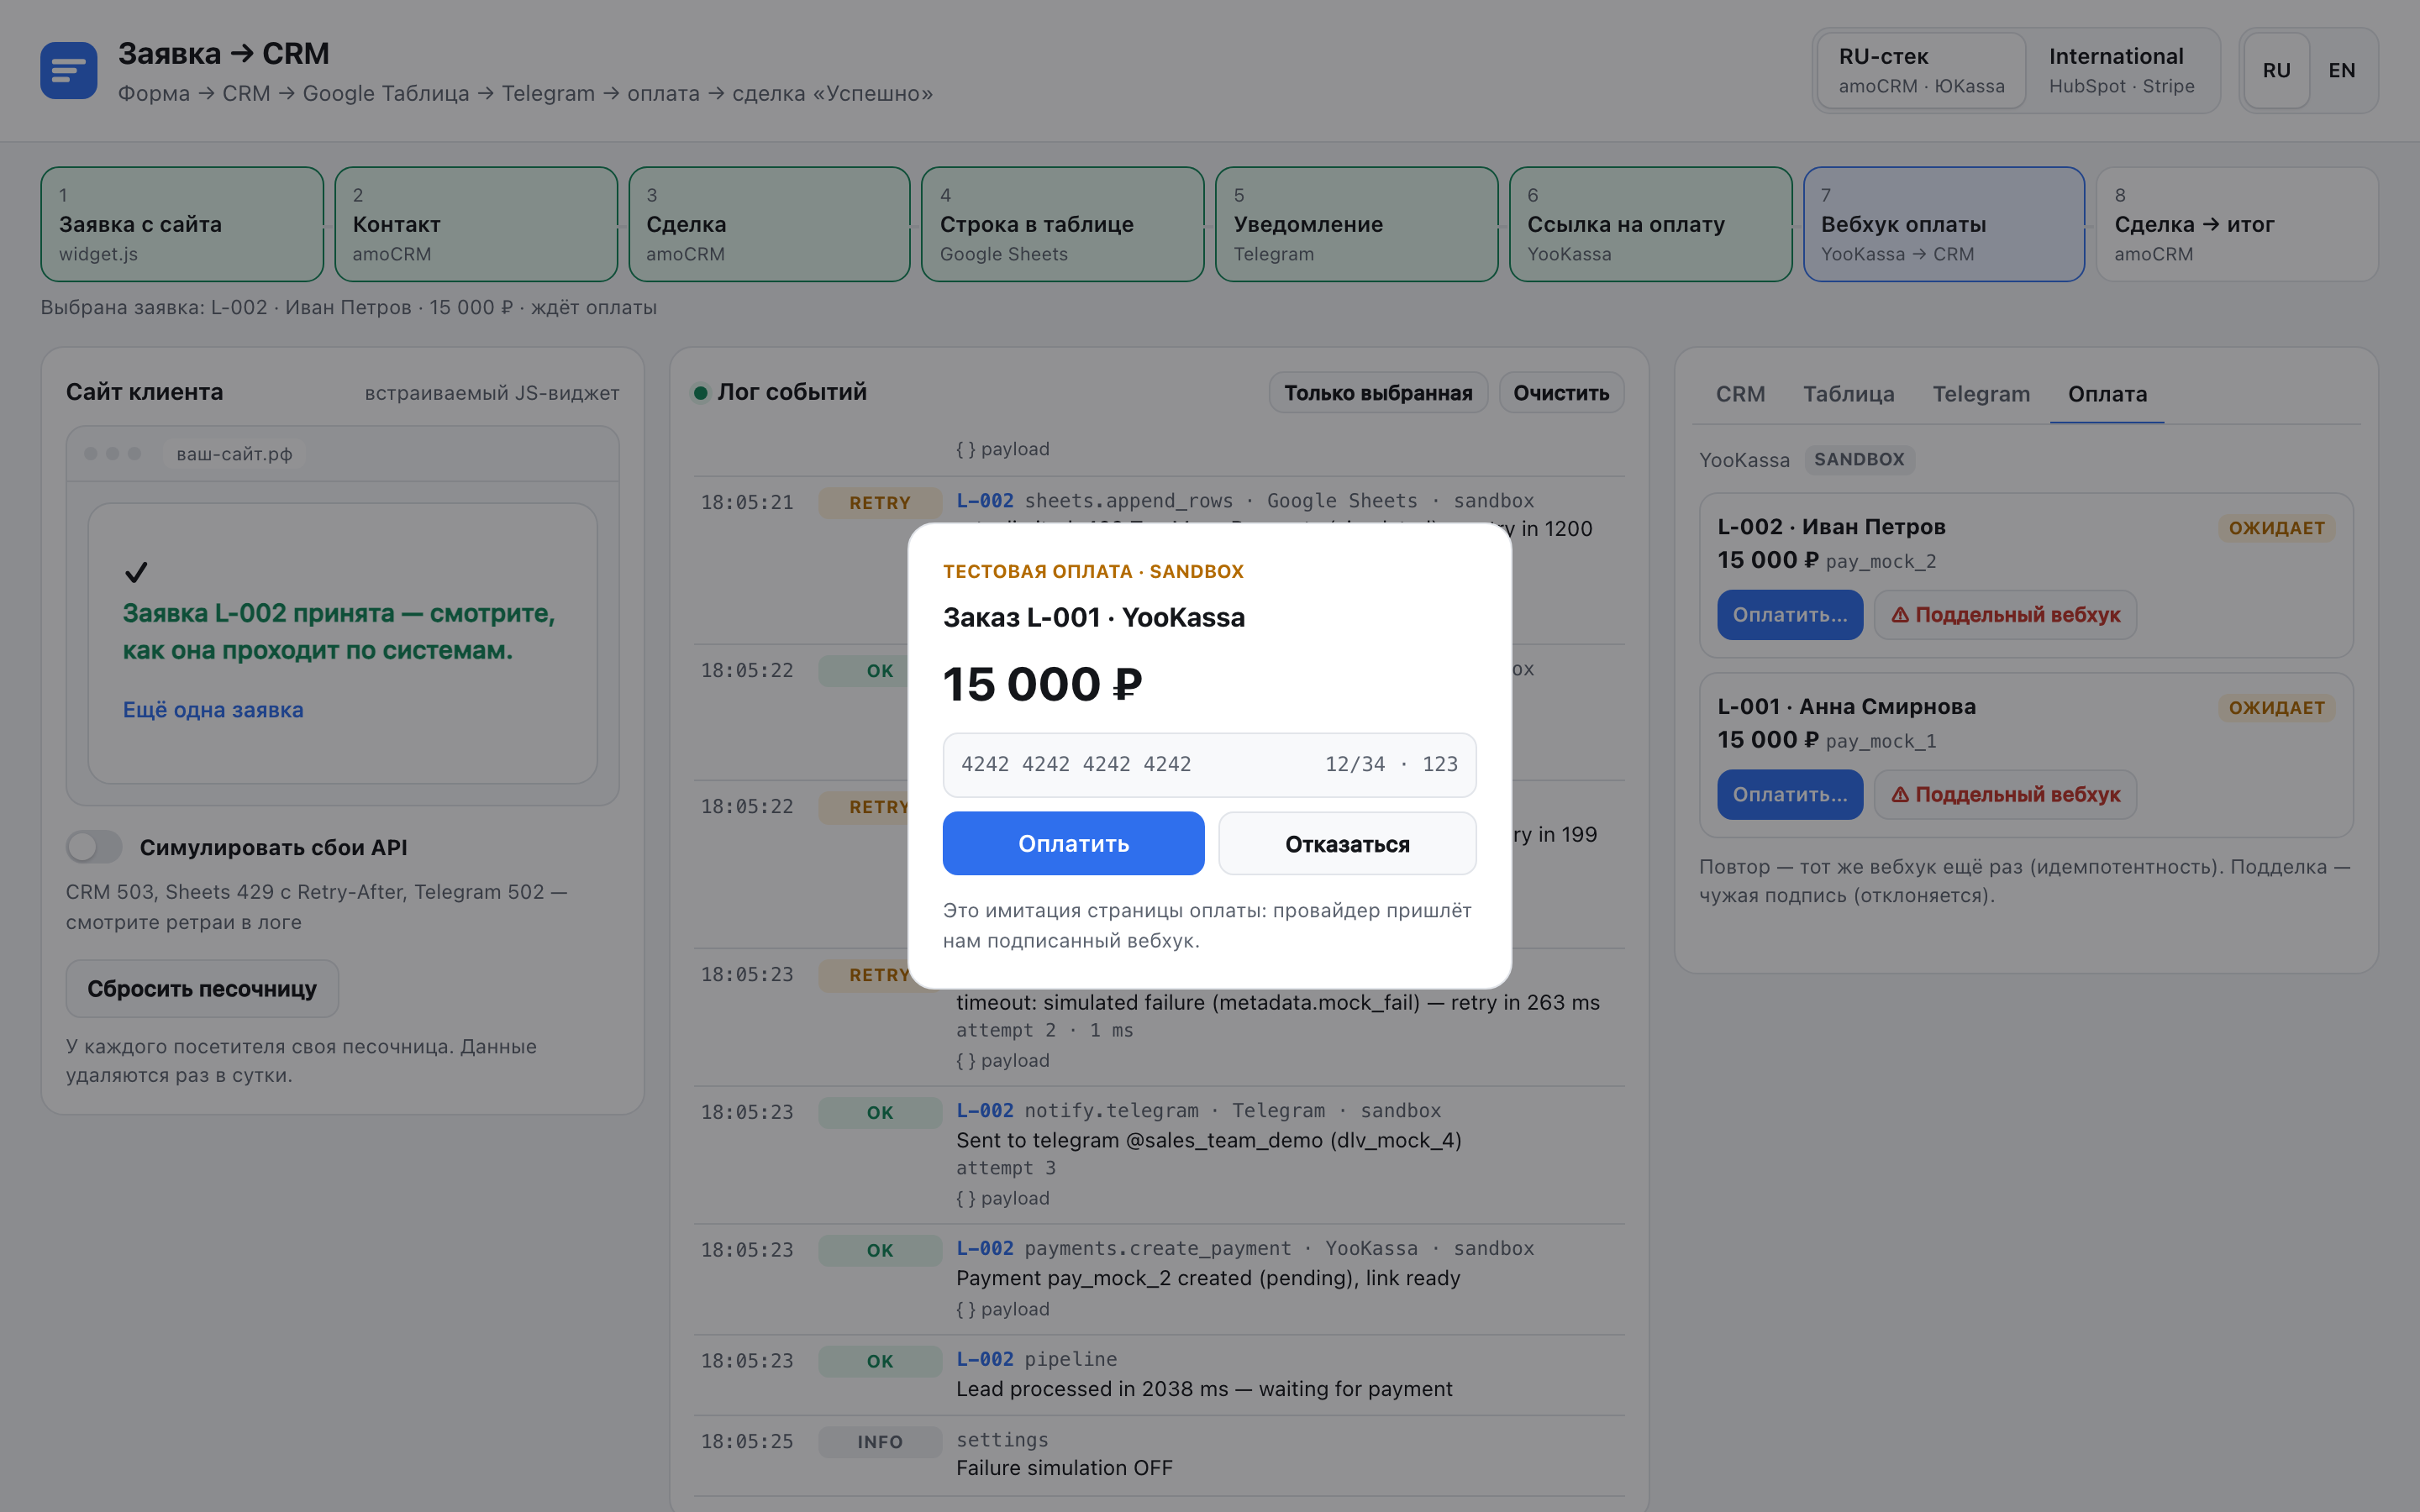 Заявка → CRM
Форма → CRM → Google Таблица → Telegram → оплата → сделка «Успешно»
RU-стек
amoCRM · ЮKassa
International
HubSpot · Stripe
RU
EN
1
Заявка с сайта
widget.js
2
Контакт
amoCRM
3
Сделка
amoCRM
4
Строка в таблице
Google Sheets
5
Уведомление
Telegram
6
Ссылка на оплату
YooKassa
7
Вебхук оплаты
YooKassa → CRM
8
Сделка → итог
amoCRM
Выбрана заявка: L-002 · Иван Петров · 15 000 ₽ · ждёт оплаты
Сайт клиента
встраиваемый JS-виджет
ваш-сайт.рф
✓
Заявка L-002 принята — смотрите,
как она проходит по системам.
Ещё одна заявка
Симулировать сбои API
CRM 503, Sheets 429 с Retry-After, Telegram 502 —
смотрите ретраи в логе
Сбросить песочницу
У каждого посетителя своя песочница. Данные
удаляются раз в сутки.
Лог событий
Только выбранная
Очистить
{ } payload
18:05:21 RETRY L-002 sheets.append_rows · Google Sheets · sandbox
in 1200
18:05:22 OK
18:05:22 RETRY
in 199
18:05:23 RETRY
timeout: simulated failure (metadata.mock_fail) — retry in 263 ms
attempt 2 · 1 ms
{ } payload
18:05:23 OK L-002 notify.telegram · Telegram · sandbox
Sent to telegram @sales_team_demo (dlv_mock_4)
attempt 3
{ } payload
18:05:23 OK L-002 payments.create_payment · YooKassa · sandbox
Payment pay_mock_2 created (pending), link ready
{ } payload
18:05:23 OK L-002 pipeline
Lead processed in 2038 ms — waiting for payment
18:05:25 INFO settings
Failure simulation OFF
ТЕСТОВАЯ ОПЛАТА · SANDBOX
Заказ L-001 · YooKassa
15 000 ₽
4242 4242 4242 4242 12/34 · 123
Оплатить
Отказаться
Это имитация страницы оплаты: провайдер пришлёт
нам подписанный вебхук.
CRM
Таблица
Telegram
Оплата
YooKassa SANDBOX
L-002 · Иван Петров
ОЖИДАЕТ
15 000 ₽ pay_mock_2
Оплатить...
⚠ Поддельный вебхук
L-001 · Анна Смирнова
ОЖИДАЕТ
15 000 ₽ pay_mock_1
Оплатить...
⚠ Поддельный вебхук
Повтор — тот же вебхук ещё раз (идемпотентность). Подделка —
чужая подпись (отклоняется).